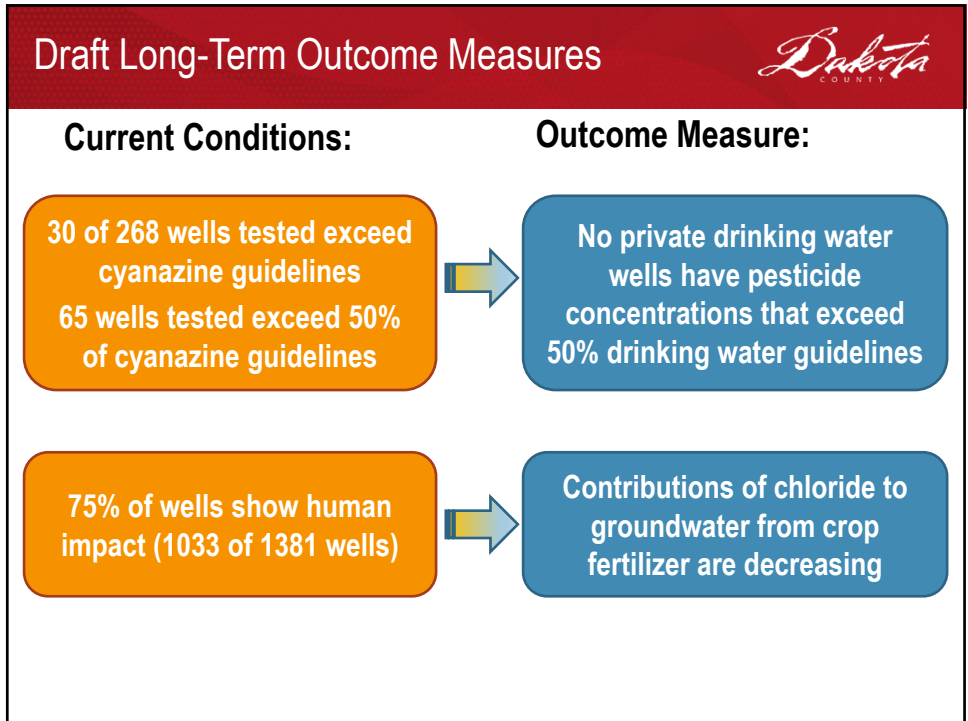 Draft Long-Term Outcome Measures
Dakota
COUNTY
Current Conditions:
Outcome Measure:
30 of 268 wells tested exceed
cyanazine guidelines
65 wells tested exceed 50%
of cyanazine guidelines
No private drinking water
wells have pesticide
concentrations that exceed
50% drinking water guidelines
75% of wells show human
impact (1033 of 1381 wells)
Contributions of chloride to
groundwater from crop
fertilizer are decreasing